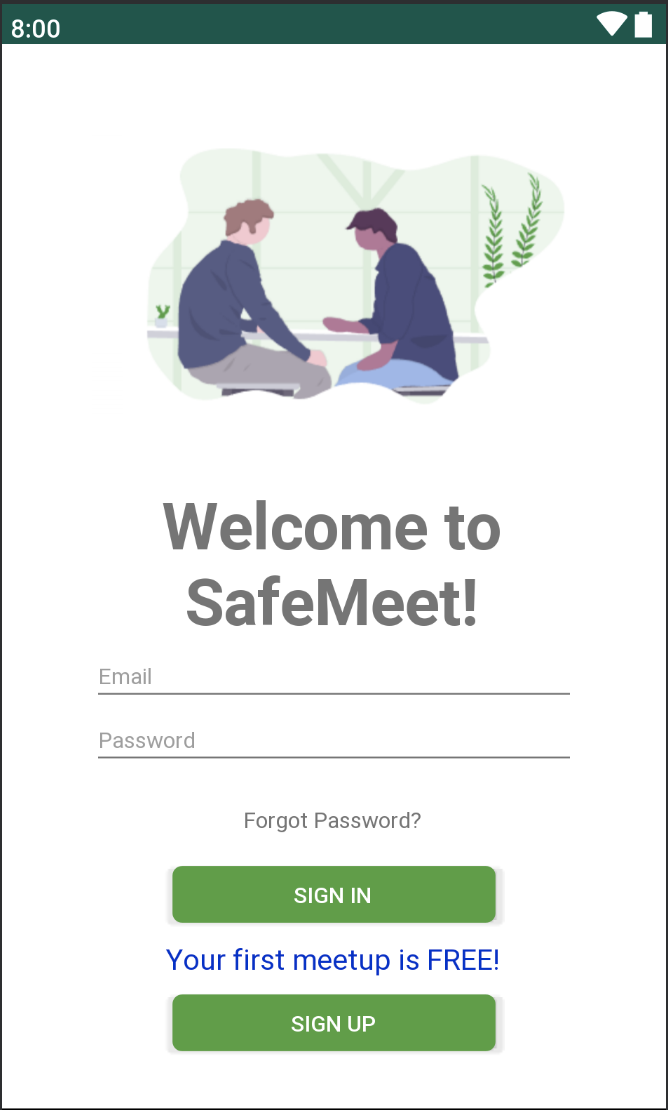 8:00
Welcome to
SafeMeet!
Email
Password
Forgot Password?
SIGN IN
Your first meetup is FREE!
SIGN UP